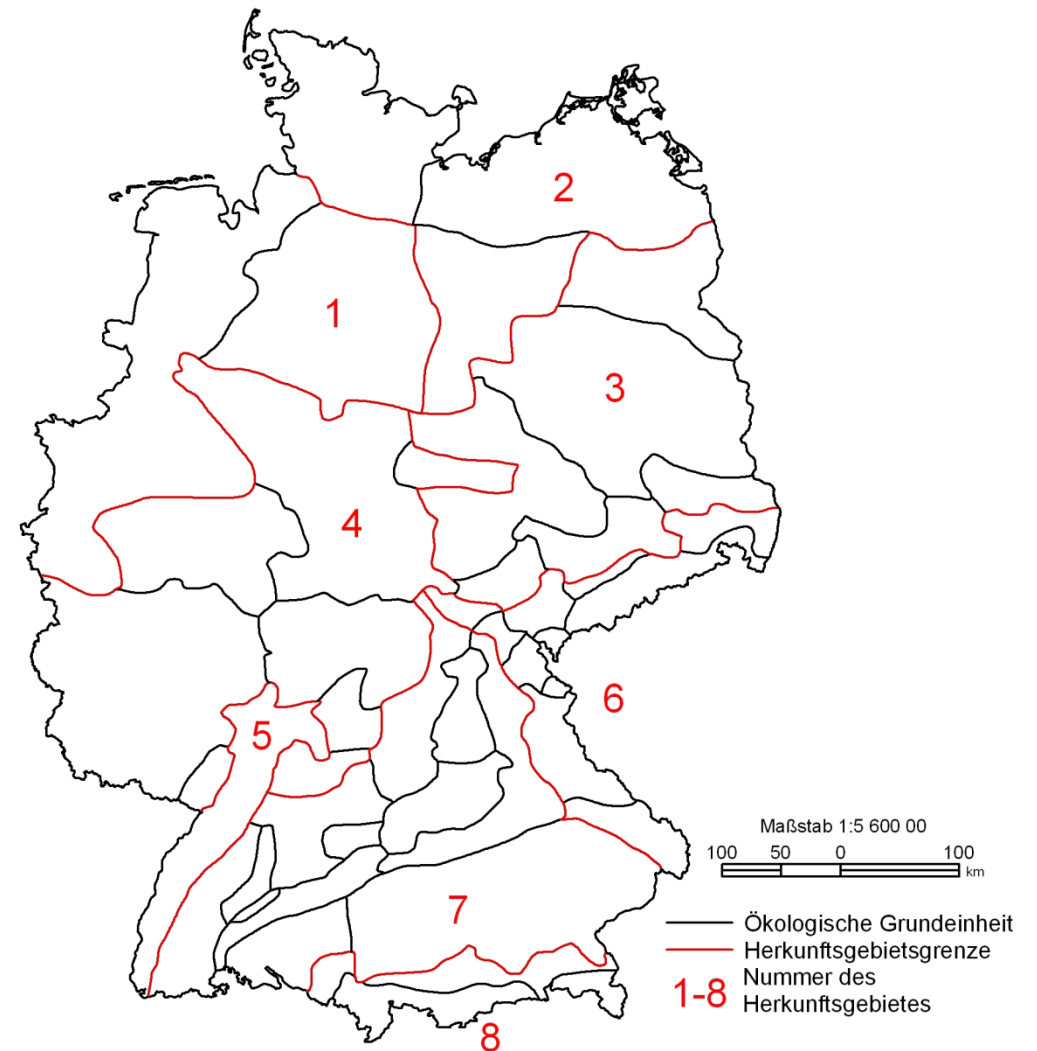 2
1
3
4
6
5
7
8
Maßstab 1:5 600 00
100 50 0 100
km
Ökologische Grundeinheit
Herkunftsgebietsgrenze
1-8 Nummer des
Herkunftsgebietes